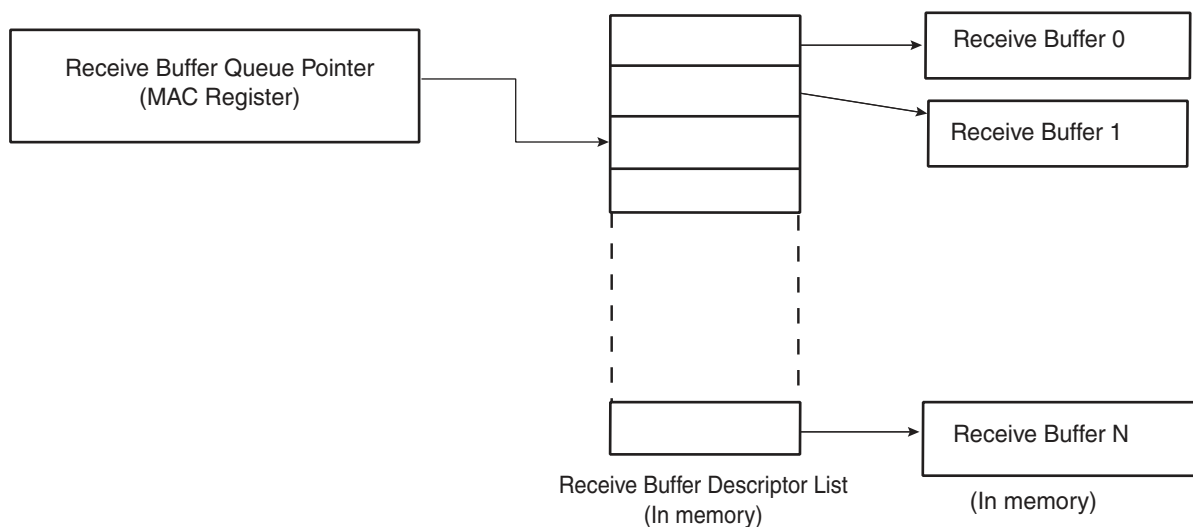 Receive Buffer Queue Pointer
(MAC Register)
Receive Buffer 0
Receive Buffer 1
Receive Buffer N
Receive Buffer Descriptor List
(In memory)
(In memory)